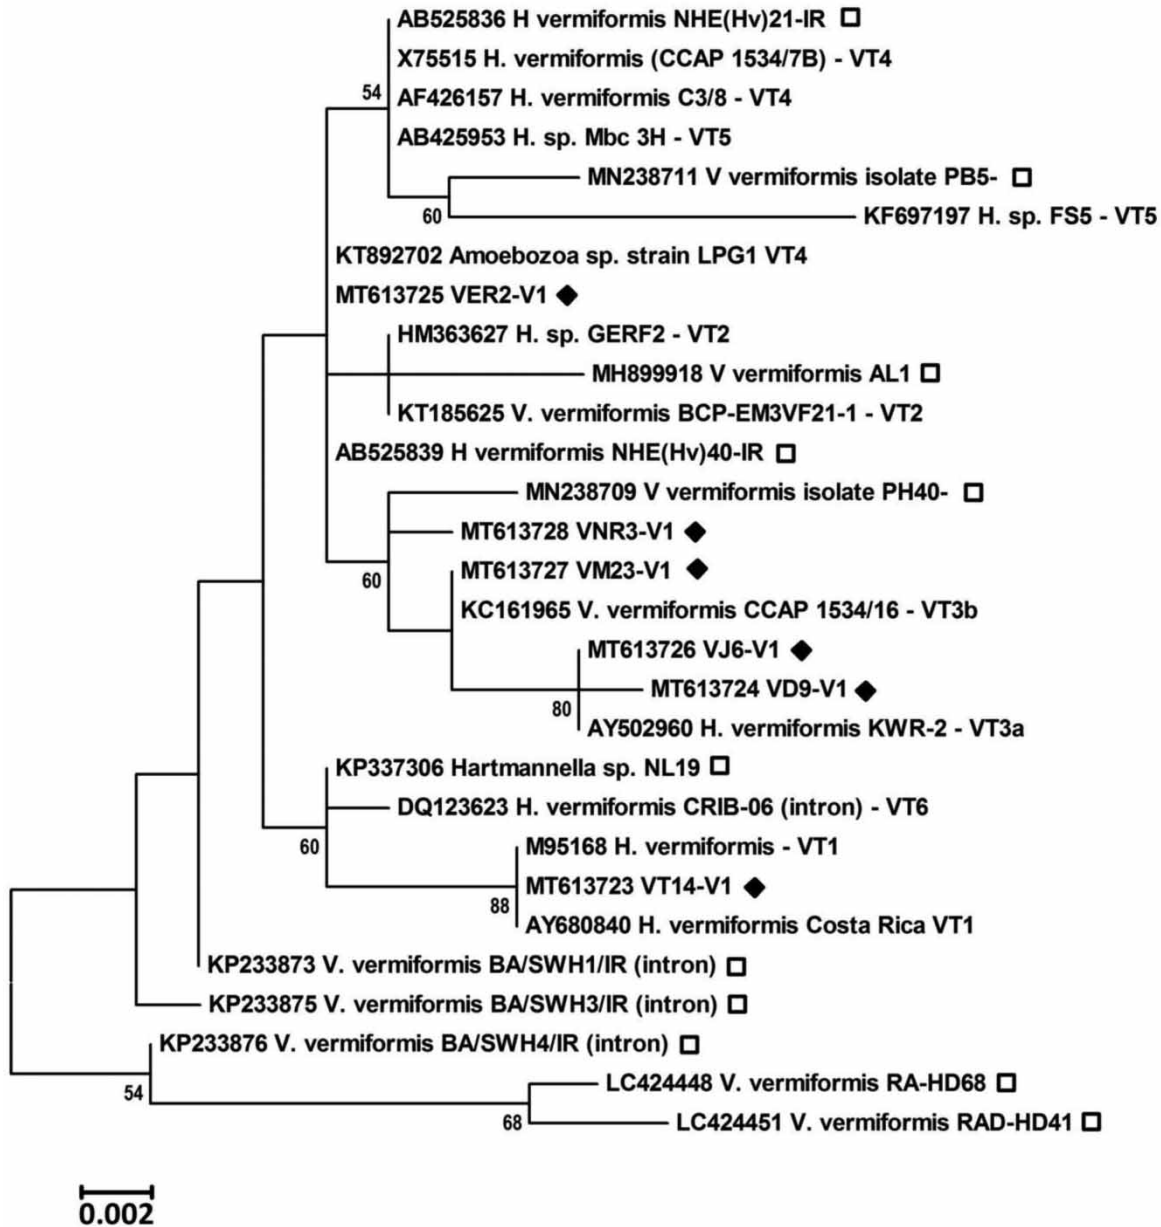 AB525836 H vermiformis NHE(Hv)21-IR
X75515 H. vermiformis (CCAP 1534/7B) - VT4
54
AF426157 H. vermiformis C3/8 - VT4
AB425953 H. sp. Mbc 3H - VT5
MN238711 V vermiformis isolate PB5-
60
KF697197 H. sp. FS5 - VT5
KT892702 Amoebozoa sp. strain LPG1 VT4
MT613725 VER2-V1
HM363627 H. sp. GERF2 - VT2
MH899918 V vermiformis AL1
KT185625 V. vermiformis BCP-EM3VF21-1 - VT2
AB525839 H vermiformis NHE(Hv)40-IR
MN238709 V vermiformis isolate PH40-
MT613728 VNR3-V1
MT613727 VM23-V1
60
KC161965 V. vermiformis CCAP 1534/16 - VT3b
MT613726 VJ6-V1
MT613724 VD9-V1
80
AY502960 H. vermiformis KWR-2 - VT3a
KP337306 Hartmannella sp. NL19
DQ123623 H. vermiformis CRIB-06 (intron) - VT6
60
M95168 H. vermiformis - VT1
MT613723 VT14-V1
88
AY680840 H. vermiformis Costa Rica VT1
KP233873 V. vermiformis BA/SWH1/IR (intron)
KP233875 V. vermiformis BA/SWH3/IR (intron)
KP233876 V. vermiformis BA/SWH4/IR (intron)
LC424448 V. vermiformis RA-HD68
54
68
LC424451 V. vermiformis RAD-HD41
0.002